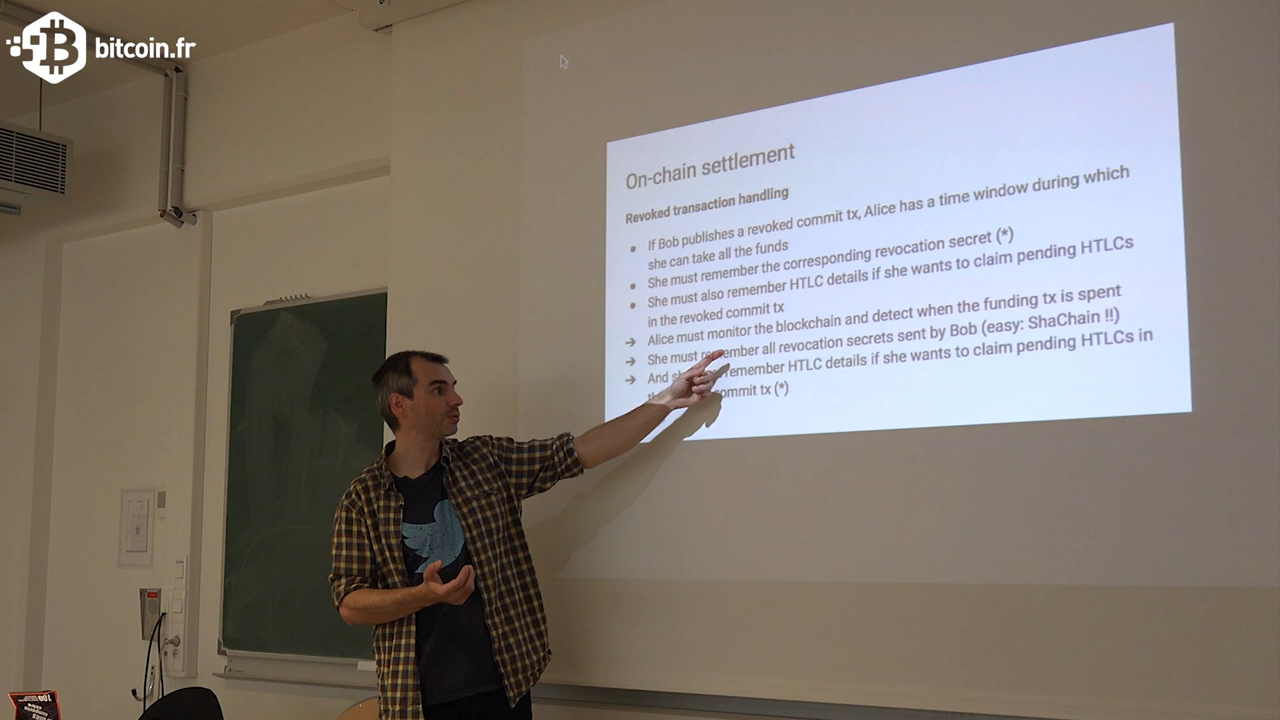 bitcoin.fr
On-chain settlement
Revoked transaction handling
If Bob publishes a revoked commit tx, Alice has a time window during which
she can take all the funds
She must remember the corresponding revocation secret (*)
She must also remember HTLC details if she wants to claim pending HTLCs
in the revoked commit tx
→ Alice must monitor the blockchain and detect when the funding tx is spent
→ She must remember all revocation secrets sent by Bob (easy: ShaChain !!)
→ And remember HTLC details if she wants to claim pending HTLCs in
commit tx (*)